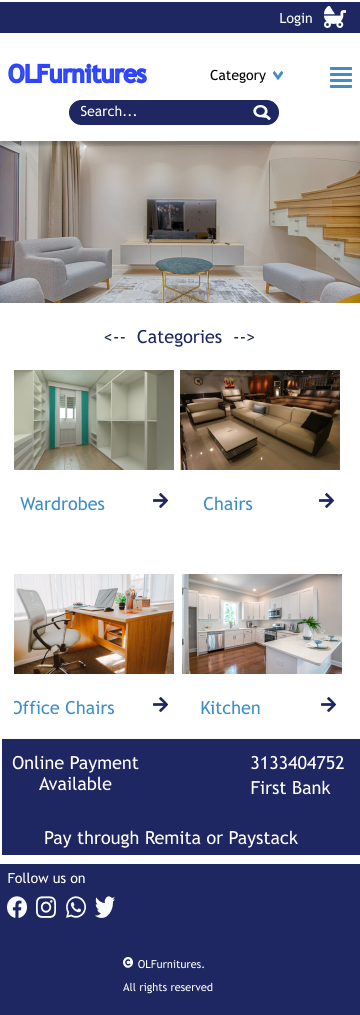 Login
OLFurnitures
Category
Search...
<-- Categories -->
Wardrobes
Chairs
Office Chairs
Kitchen
Online Payment
Available
3133404752
First Bank
Pay through Remita or Paystack
Follow us on
© OLFurnitures.
All rights reserved